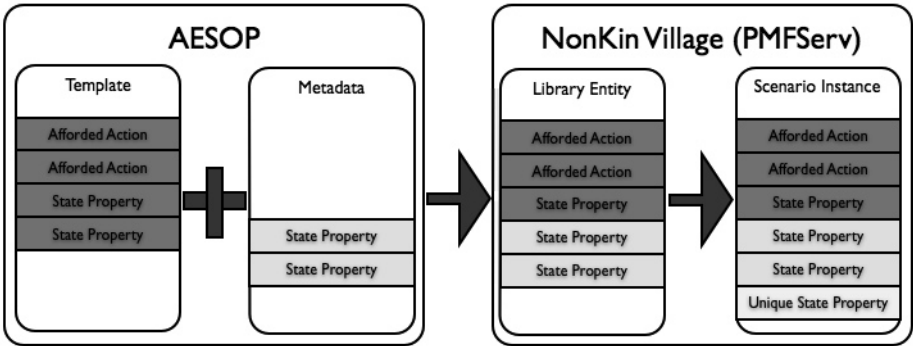 AESOP
Template
Afforded Action
Afforded Action
State Property
State Property
Metadata
State Property
State Property
NonKin Village (PMFServ)
Library Entity
Afforded Action
Afforded Action
State Property
State Property
State Property
Scenario Instance
Afforded Action
Afforded Action
State Property
State Property
State Property
Unique State Property